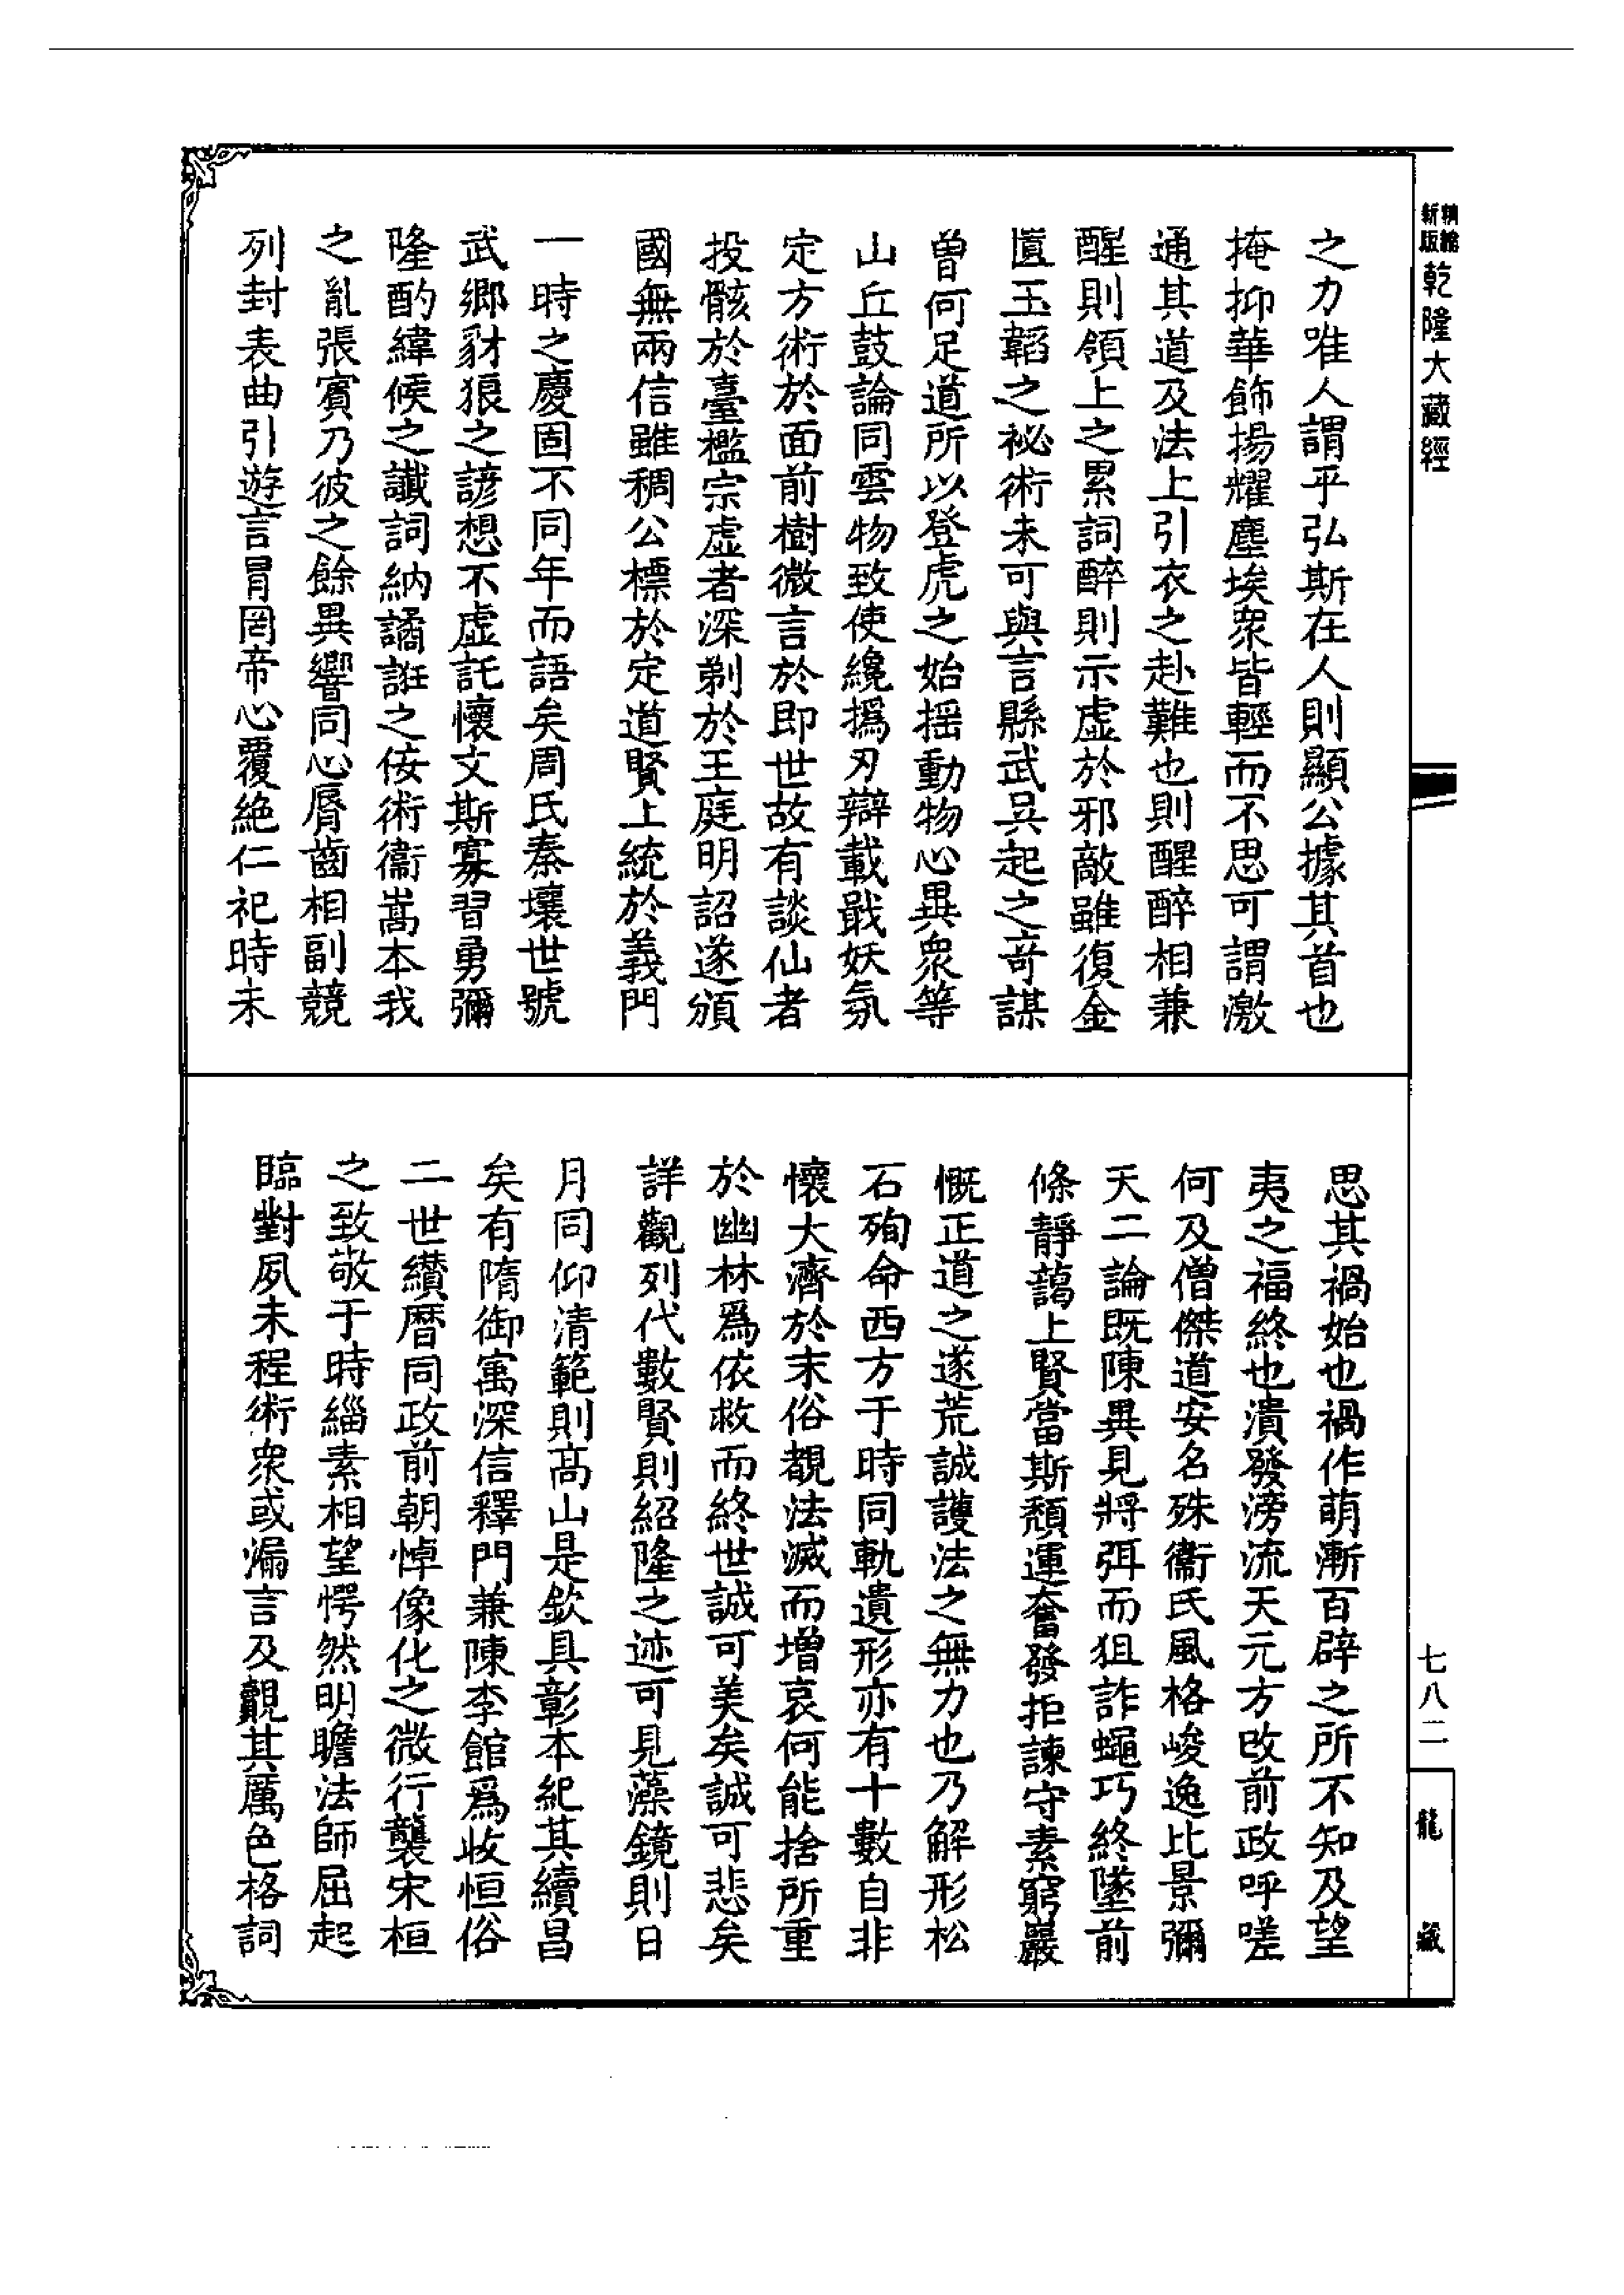 精縮新版乾隆大藏經
之力唯人謂乎弘斯在人則顯公據其首也
掩抑華飾揚耀塵埃衆皆輕而不思可謂激
通其道及法上引衣之赴難也則醒醉相兼
醒則領上之累詞醉則示虛於邪敵雖復金
匱玉韜之祕術未可與言縣武吳起之奇謀
曾何足道所以登虎之始揺動物心異衆等
山丘鼓論同雲物致使纔撝刃辯載戢妖氛
定方術於面前樹微言於即世故有談仙者
投骸於臺檻宗虛者深剃於王庭明詔遂頒
國無兩信雖稠公標於定道賢上統於義門
一時之慶固不同年而語矣周氏秦壤世號
武鄉豺狼之諺想不虛託懷文斯寡習勇彌
隆酌緯候之讖詞納譎誑之佞術衞嵩本我
之亂張賓乃彼之餘異響同心脣齒相副競
列封表曲引遊言罥罔帝心覆絶仁祀時未
思其禍始也禍作萌漸百辟之所不知及望
夷之福終也潰發滂流天元方改前政呼嗟
何及僧傑道安名殊衞氏風格峻逸比景彌
天二論既陳異見將弭而狙詐蠅巧終墜前
條靜藹上賢當斯頹運奮發拒諫守素窮巖
慨正道之遂荒誠護法之無力也乃解形松
石殉命西方于時同軌遺形亦有十數自非
懷大濟於末俗覩法滅而增哀何能捨所重
於幽林爲依救而終世誠可美矣誠可悲矣
詳觀列代數賢則紹隆之迹可見藻鏡則日
月同仰清範則高山是欽具彰本紀其續昌
矣有隋御寓深信釋門兼陳李館爲收恒俗
二世纘曆同政前朝悼像化之微行襲宋桓
之致敬于時緇素相望愕然明瞻法師屈起
臨對夙未程術衆或漏言及覿其厲色格詞
七八二
龍藏